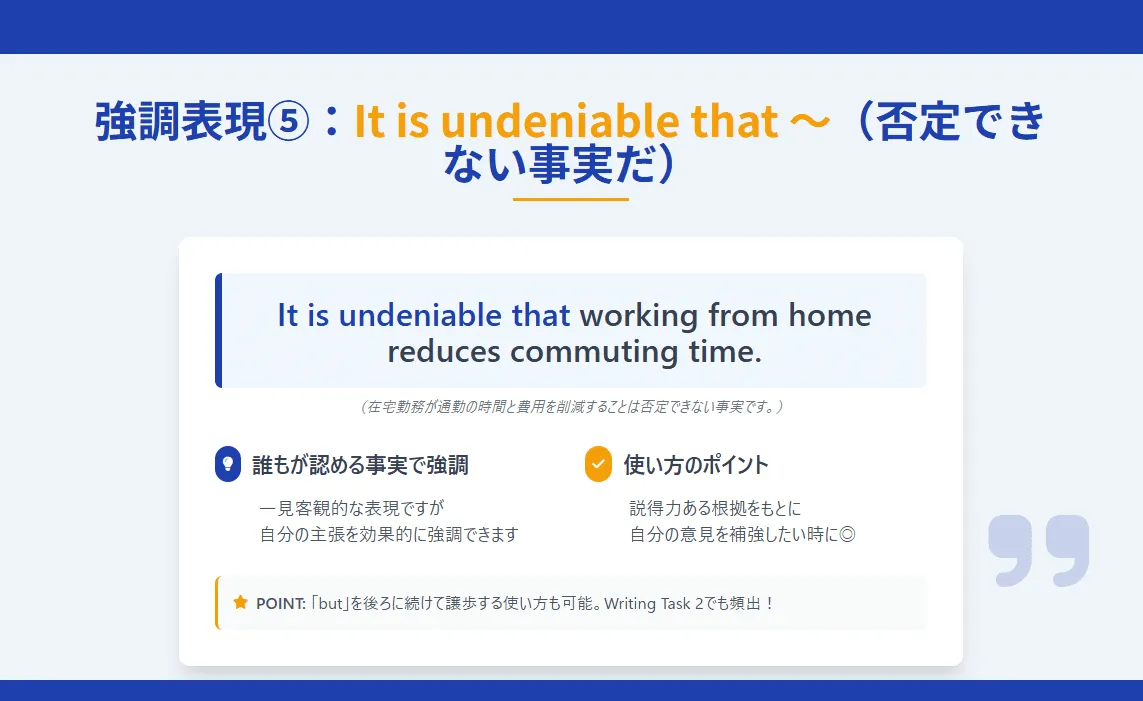 強調表現⑤：It is undeniable that ～（否定でき
ない事実だ）
It is undeniable that working from home
reduces commuting time.
（在宅勤務が通勤の時間と費用を削減することは否定できない事実です。）
誰もが認める事実で強調
一見客観的な表現ですが
自分の主張を効果的に強調できます
使い方のポイント
説得力ある根拠をもとに
自分の意見を補強したい時に◎
POINT: 「but」を後ろに続けて譲歩する使い方も可能。Writing Task 2でも頻出！